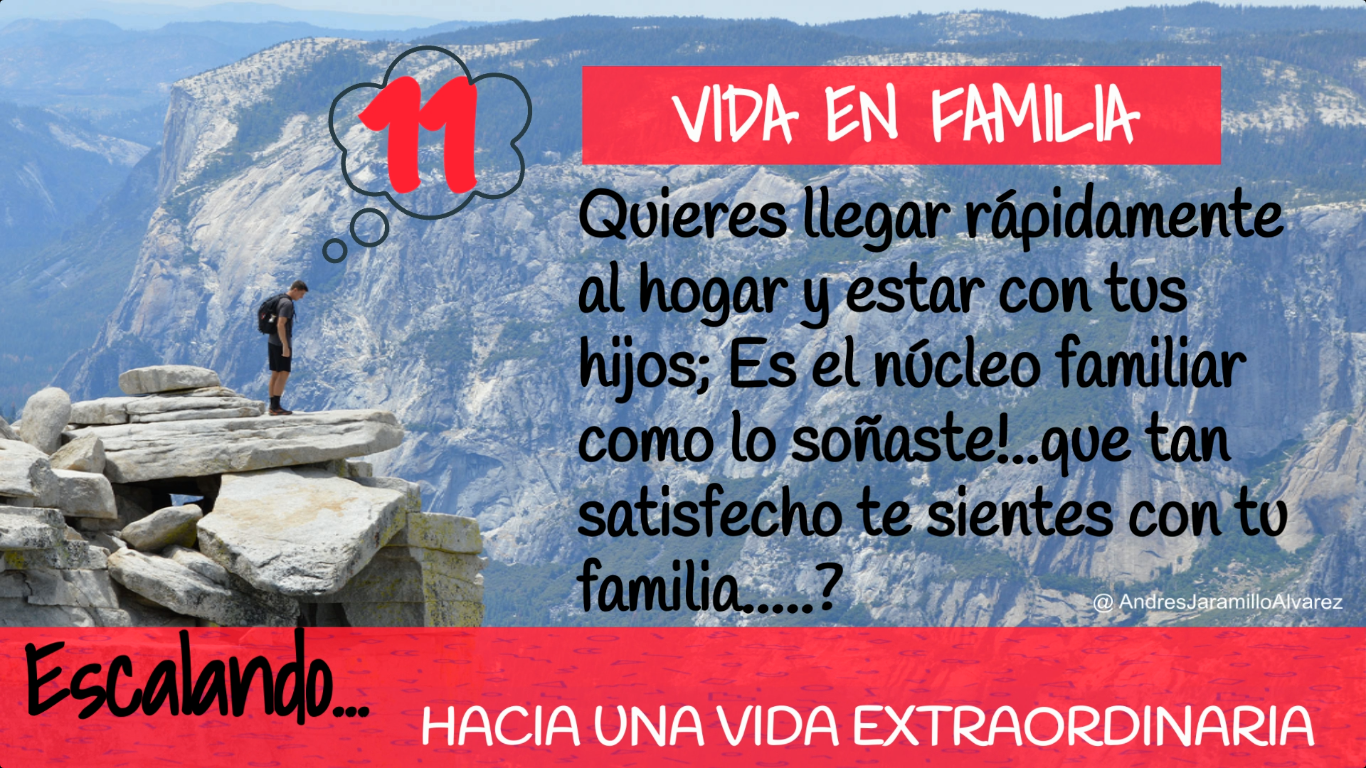 11
VIDA EN FAMILIA
Quieres llegar rápidamente
al hogar y estar con tus
hijos; Es el núcleo familiar
como lo soñaste!..que tan
satisfecho te sientes con tu
familia.....?
@ AndresJaramilloAlvarez
Escalando...
HACIA UNA VIDA EXTRAORDINARIA